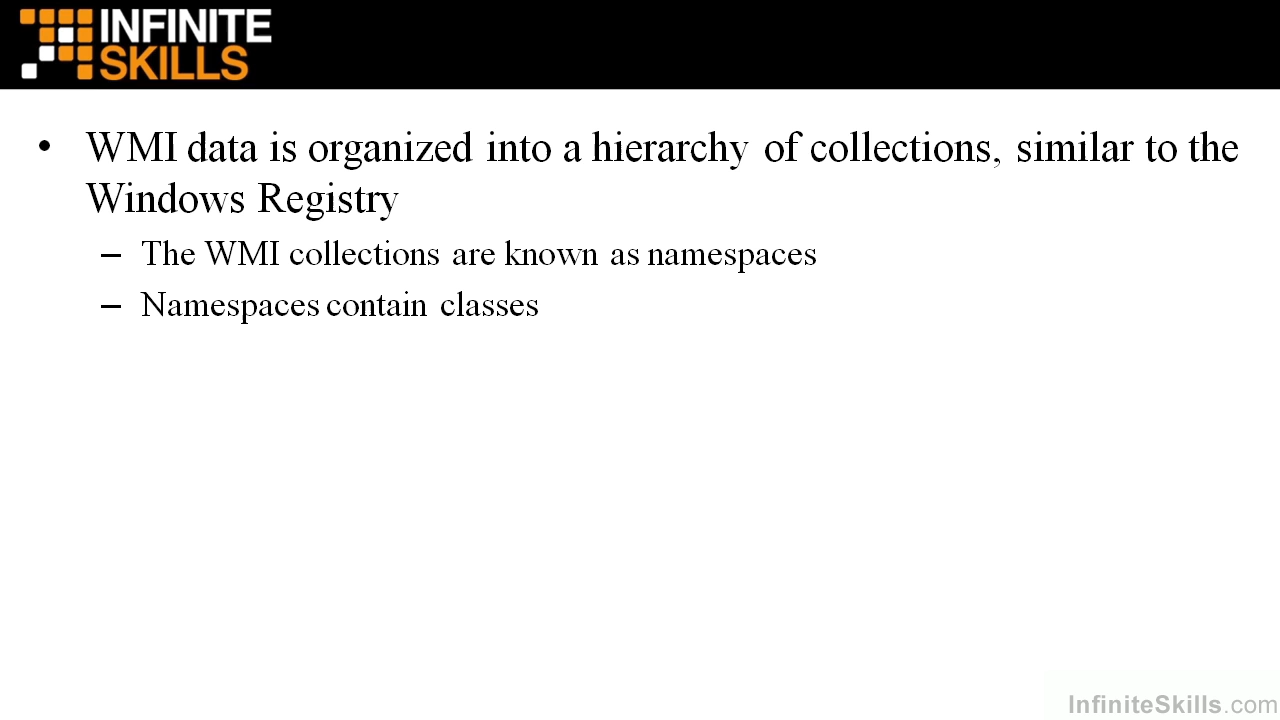 INFINITE
SKILLS
• WMI data is organized into a hierarchy of collections, similar to the
Windows Registry
– The WMI collections are known as namespaces
– Namespaces contain classes
InfiniteSkills.com